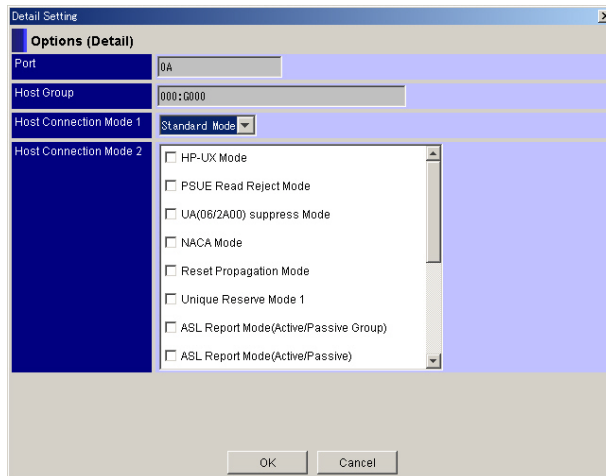 Detail Setting
Options (Detail)
Port
0A
Host Group
000:G000
Host Connection Mode 1
Standard Mode
Host Connection Mode 2
HP-UX Mode
PSUE Read Reject Mode
UA(06/2A00) suppress Mode
NACA Mode
Reset Propagation Mode
Unique Reserve Mode 1
ASL Report Mode(Active/Passive Group)
ASL Report Mode(Active/Passive)
OK
Cancel